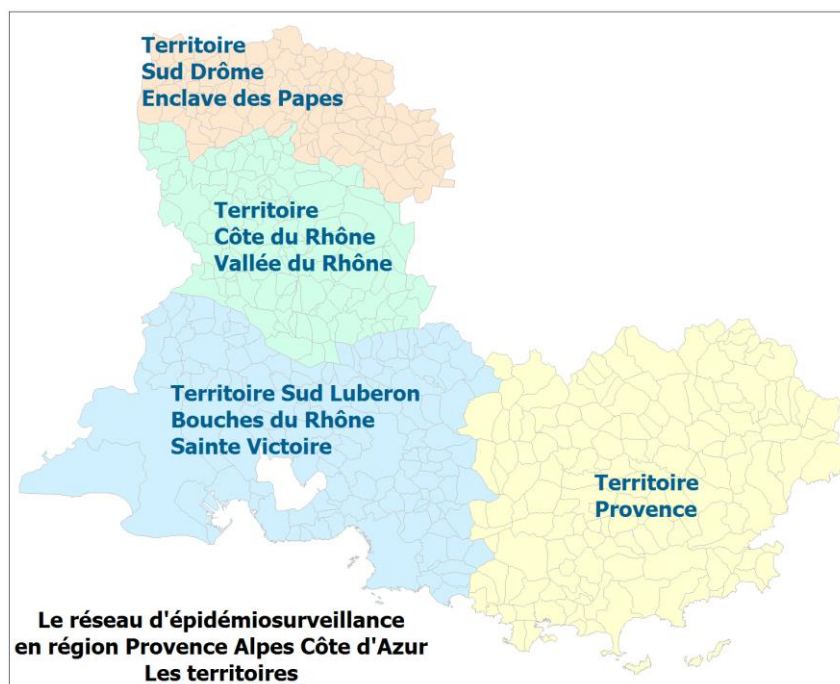 Territoire
Sud Drôme
Enclave des Papes
Territoire
Côte du Rhône
Vallée du Rhône
Territoire Sud Luberon
Bouches du Rhône
Sainte Victoire
Territoire
Provence
Le réseau d'épidémiosurveillance
en région Provence Alpes Côte d'Azur
Les territoires